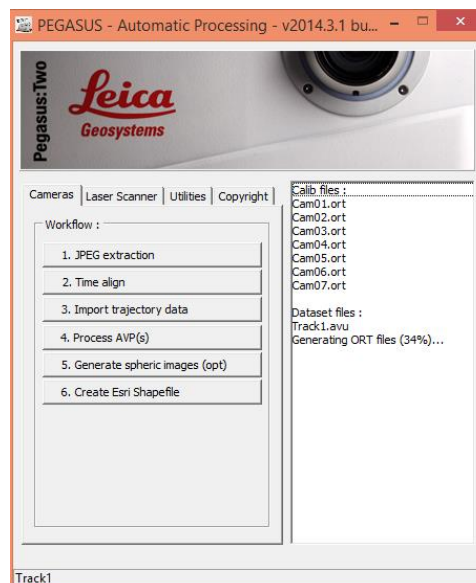 PEGASUS - Automatic Processing - v2014.3.1 bu...
Pegasus:Two
Leica
Geosystems
Cameras
Laser Scanner
Utilities
Copyright
Workflow :
1. JPEG extraction
2. Time align
3. Import trajectory data
4. Process AVP(s)
5. Generate spheric images (opt)
6. Create Esri Shapefile
Calib files :
Cam01.ort
Cam02.ort
Cam03.ort
Cam04.ort
Cam05.ort
Cam06.ort
Cam07.ort
Dataset files :
Track1.avu
Generating ORT files (34%)...
Track1